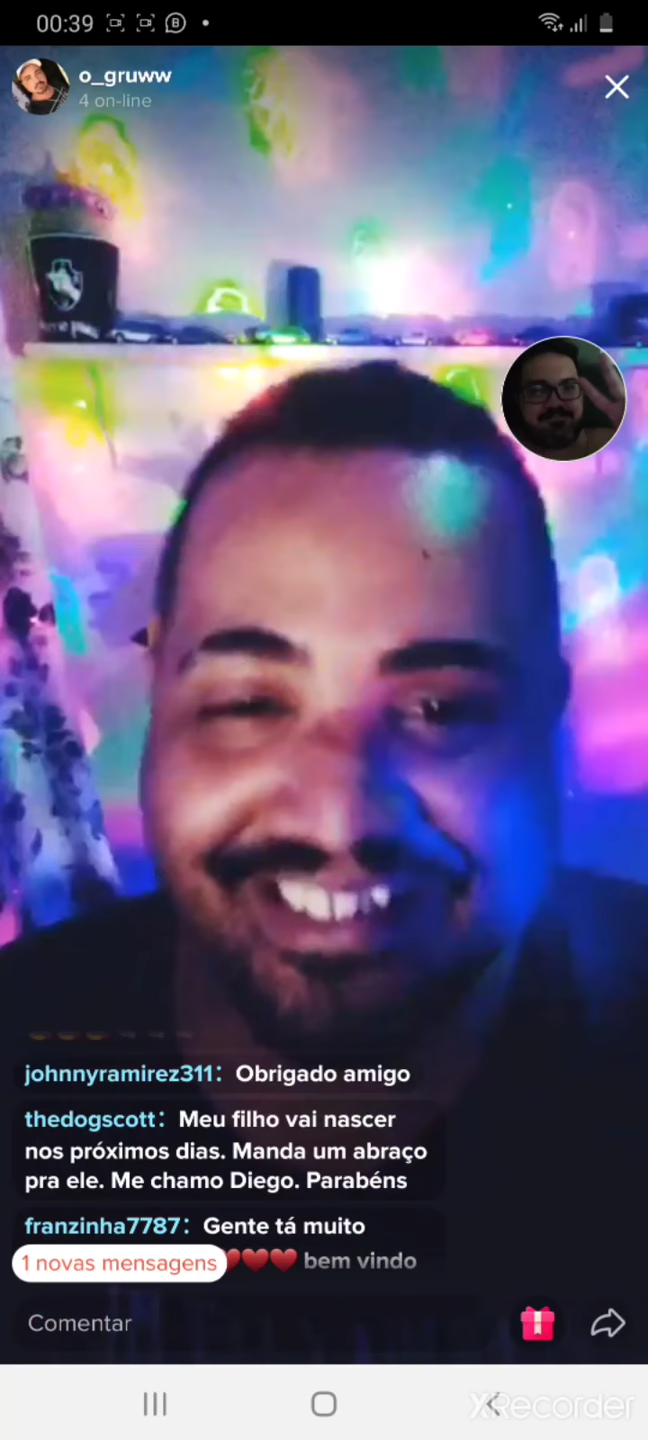 00:39
o_gruww
4 on-line
johnnyramirez311: Obrigado amigo
thedogscott: Meu filho vai nascer
nos próximos dias. Manda um abraço
pra ele. Me chamo Diego. Parabéns
franzinha7787: Gente tá muito
1 novas mensagens ❤️❤️❤️ bem vindo
Comentar
XRecorder